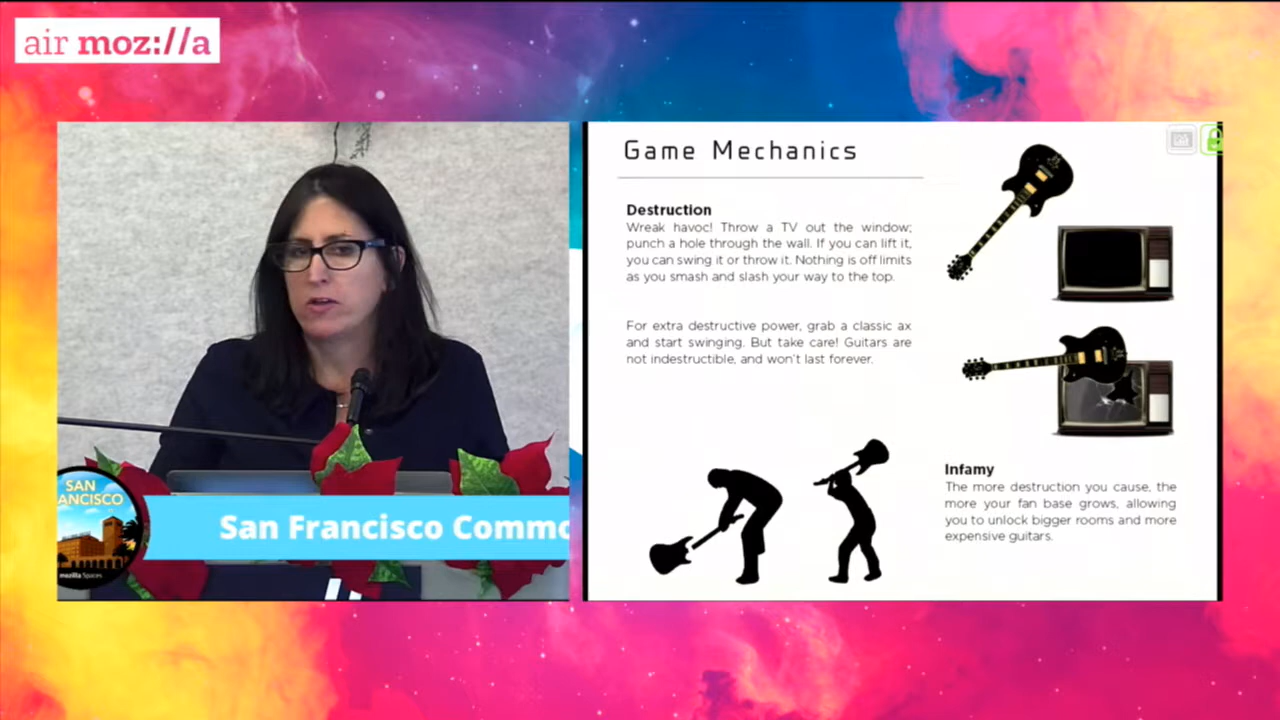 air moz://a
Game Mechanics
Destruction
Wreak havoc! Throw a TV out the window;
punch a hole through the wall. If you can lift it,
you can swing it or throw it. Nothing is off limits
as you smash and slash your way to the top.
For extra destructive power, grab a classic ax
and start swinging. But take care! Guitars are
not indestructible, and won't last forever.
Infamy
The more destruction you cause, the
more your fan base grows, allowing
you to unlock bigger rooms and more
expensive guitars.
SAN
ANCISCO
mozilla Spaces
San Francisco Commo